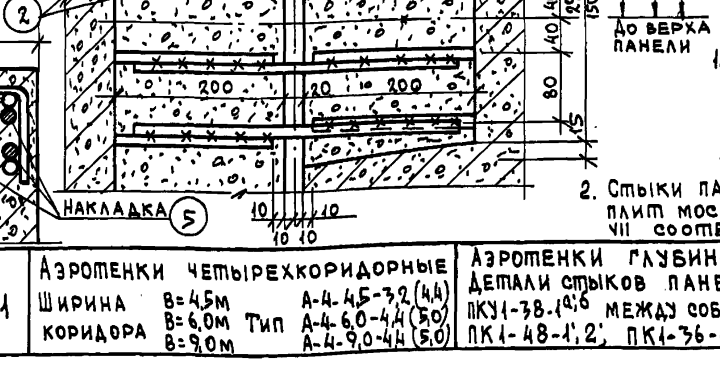 2
40
150
До верха
панели
1
200
20
200
80
15
Накладка 5
10
10
10
10
2. Стыки
плит мос
VII
1
Аэротенки четырехкоридорные
Ширина
коридора
В=4,5м
В=6,0м
В=9,0м
Тип
А-4-4,5-3,2(4,4)
А-4-6,0-4,4(5,0)
А-4-9,0-4,4(5,0)
Аэротенки глубин
Детали стыков пане
ПКУ1-38-1а,б между соб
ПК1-48-1; 2; ПК1-36-